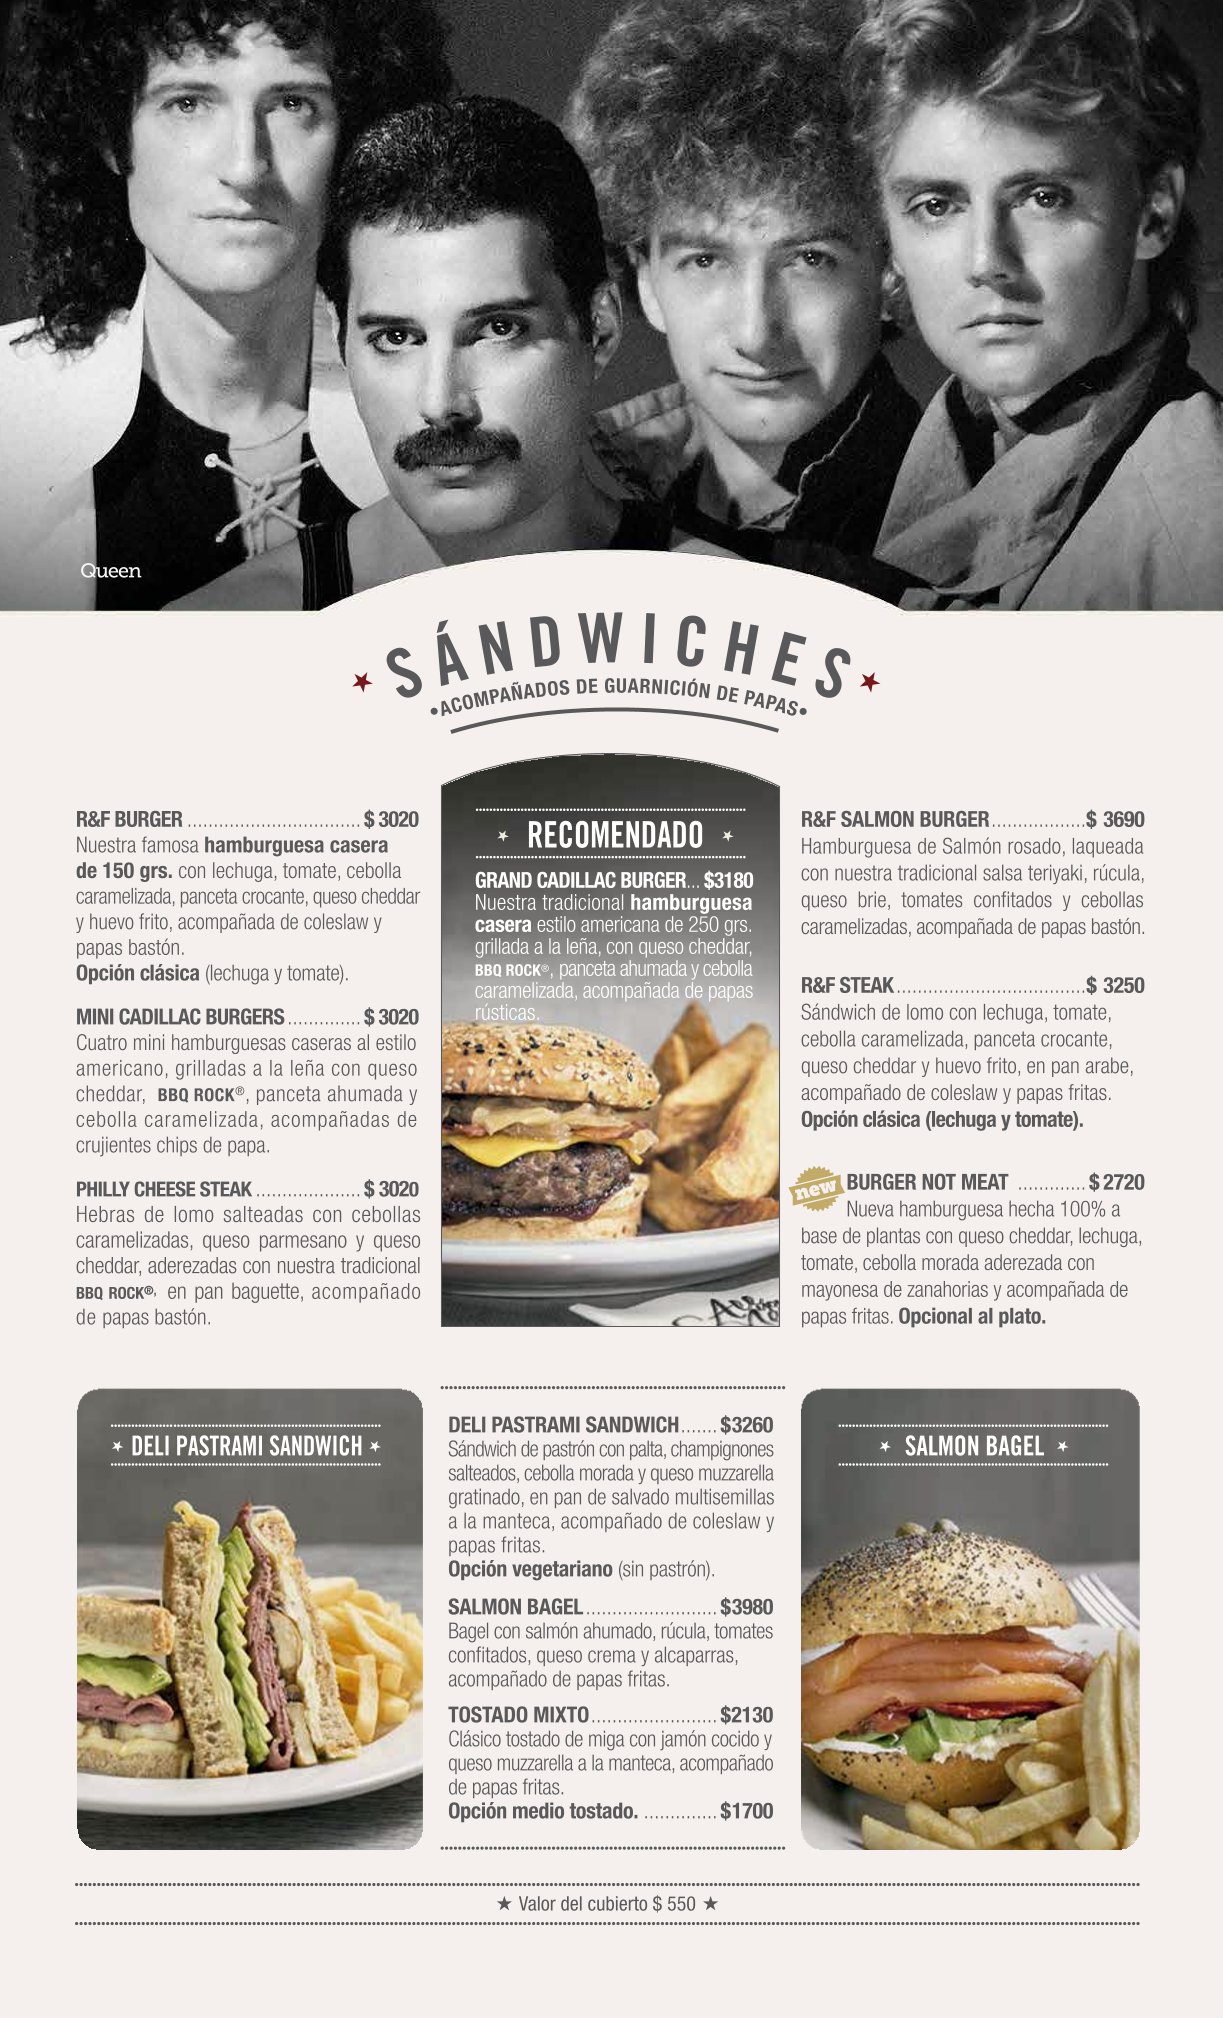 Queen
SÁNDWICHES
•ACOMPAÑADOS DE GUARNICIÓN DE PAPAS•
R&F BURGER ................................. $ 3020
Nuestra famosa hamburguesa casera
de 150 grs. con lechuga, tomate, cebolla
caramelizada, panceta crocante, queso cheddar
y huevo frito, acompañada de coleslaw y
papas bastón.
Opción clásica (lechuga y tomate).
MINI CADILLAC BURGERS .............. $ 3020
Cuatro mini hamburguesas caseras al estilo
americano, grilladas a la leña con queso
cheddar, BBQ ROCK®, panceta ahumada y
cebolla caramelizada, acompañadas de
crujientes chips de papa.
PHILLY CHEESE STEAK .................... $ 3020
Hebras de lomo salteadas con cebollas
caramelizadas, queso parmesano y queso
cheddar, aderezadas con nuestra tradicional
BBQ ROCK®, en pan baguette, acompañado
de papas bastón.
★ RECOMENDADO ★
GRAND CADILLAC BURGER... $3180
Nuestra tradicional hamburguesa
casera estilo americana de 250 grs.
grillada a la leña, con queso cheddar,
BBQ ROCK®, panceta ahumada y cebolla
caramelizada, acompañada de papas
rústicas.
R&F SALMON BURGER..................$ 3690
Hamburguesa de Salmón rosado, laqueada
con nuestra tradicional salsa teriyaki, rúcula,
queso brie, tomates confitados y cebollas
caramelizadas, acompañada de papas bastón.
R&F STEAK....................................$ 3250
Sándwich de lomo con lechuga, tomate,
cebolla caramelizada, panceta crocante,
queso cheddar y huevo frito, en pan arabe,
acompañado de coleslaw y papas fritas.
Opción clásica (lechuga y tomate).
new BURGER NOT MEAT ............. $ 2720
Nueva hamburguesa hecha 100% a
base de plantas con queso cheddar, lechuga,
tomate, cebolla morada aderezada con
mayonesa de zanahorias y acompañada de
papas fritas. Opcional al plato.
★ DELI PASTRAMI SANDWICH ★
DELI PASTRAMI SANDWICH....... $3260
Sándwich de pastrón con palta, champignones
salteados, cebolla morada y queso muzzarella
gratinado, en pan de salvado multisemillas
a la manteca, acompañado de coleslaw y
papas fritas.
Opción vegetariano (sin pastrón).
SALMON BAGEL......................... $3980
Bagel con salmón ahumado, rúcula, tomates
confitados, queso crema y alcaparras,
acompañado de papas fritas.
TOSTADO MIXTO........................ $2130
Clásico tostado de miga con jamón cocido y
queso muzzarella a la manteca, acompañado
de papas fritas.
Opción medio tostado. .............. $1700
★ SALMON BAGEL ★
★ Valor del cubierto $ 550 ★